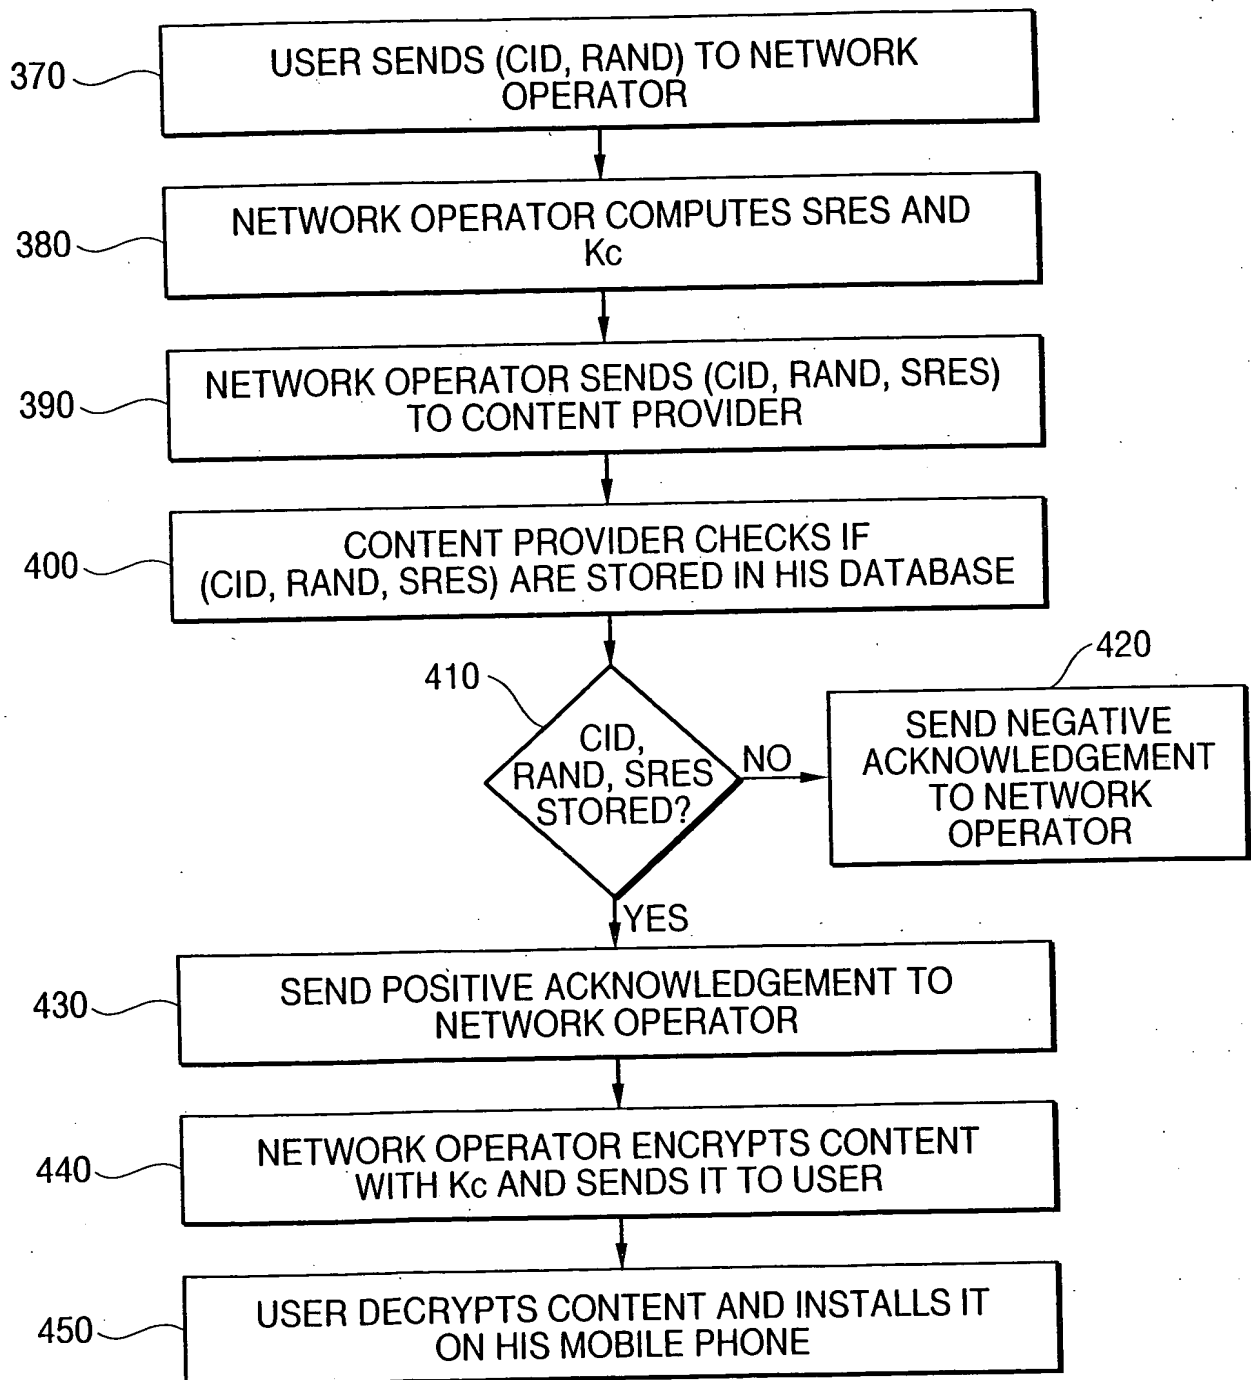 370
USER SENDS (CID, RAND) TO NETWORK
OPERATOR
380
NETWORK OPERATOR COMPUTES SRES AND
Kc
390
NETWORK OPERATOR SENDS (CID, RAND, SRES)
TO CONTENT PROVIDER
400
CONTENT PROVIDER CHECKS IF
(CID, RAND, SRES) ARE STORED IN HIS DATABASE
410
CID,
RAND, SRES
STORED?
NO
420
SEND NEGATIVE
ACKNOWLEDGEMENT
TO NETWORK
OPERATOR
YES
430
SEND POSITIVE ACKNOWLEDGEMENT TO
NETWORK OPERATOR
440
NETWORK OPERATOR ENCRYPTS CONTENT
WITH Kc AND SENDS IT TO USER
450
USER DECRYPTS CONTENT AND INSTALLS IT
ON HIS MOBILE PHONE